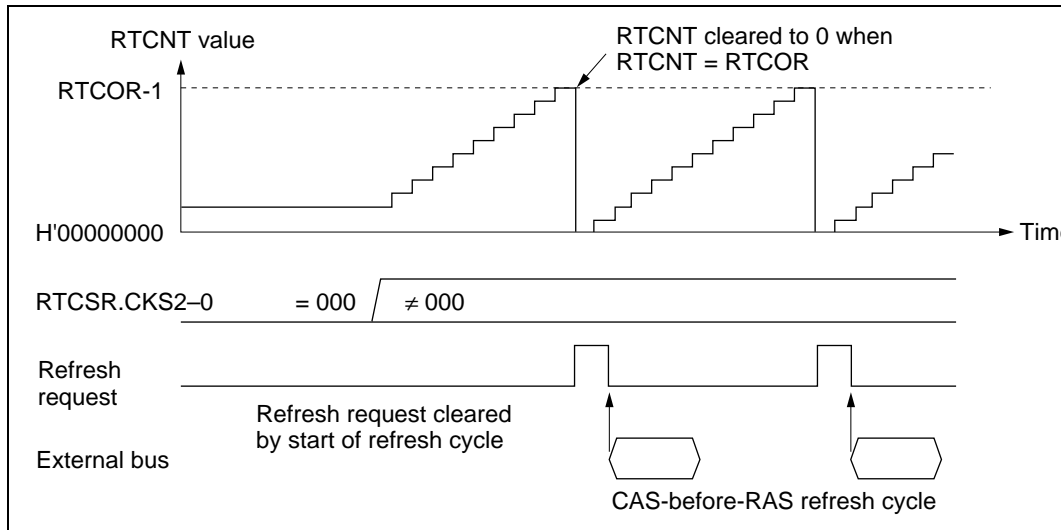 RTCNT value
RTCNT cleared to 0 when
RTCNT = RTCOR
RTCOR-1
H'00000000
Time
RTCSR.CKS2–0 = 000 ≠ 000
Refresh
request
Refresh request cleared
by start of refresh cycle
External bus
CAS-before-RAS refresh cycle